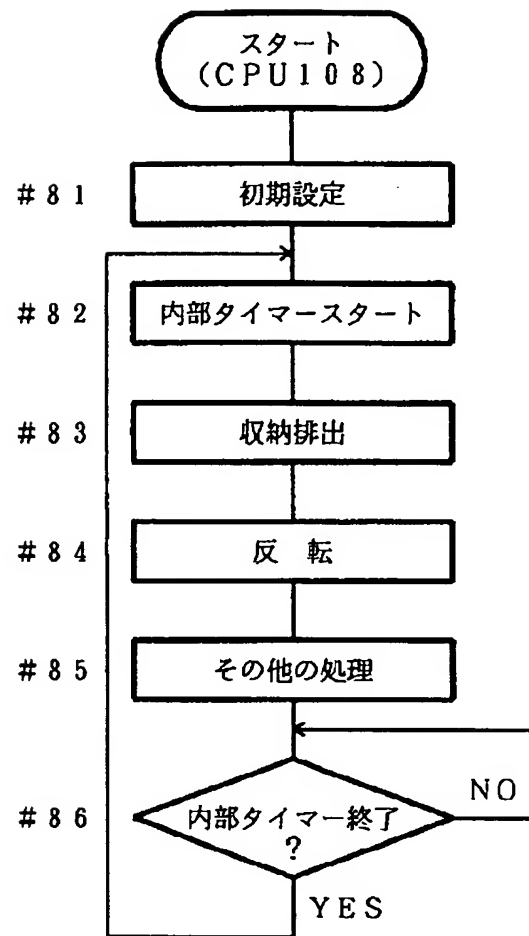 スタート
(CPU108)
#81 初期設定
#82 内部タイマースタート
#83 収納排出
#84 反 転
#85 その他の処理
#86 内部タイマー終了
?
NO
YES